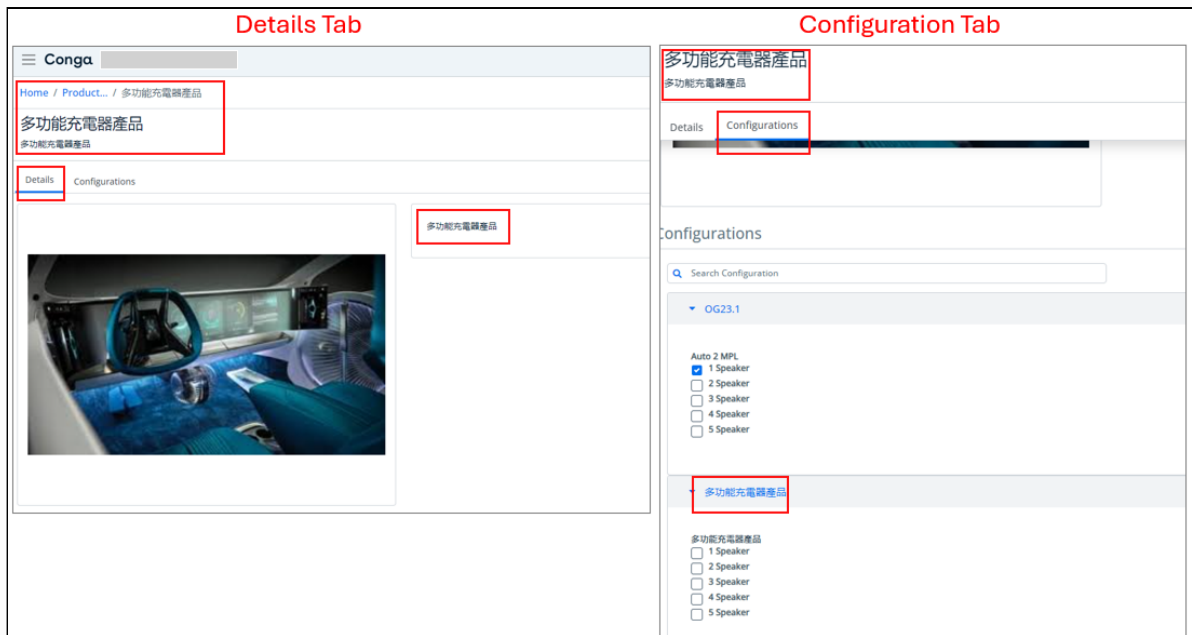 Details Tab
Conga
Home / Product... / 多功能充電器產品
多功能充電器產品
多功能充電器產品
Details Configurations
多功能充電器產品
Configuration Tab
多功能充電器產品
多功能充電器產品
Details Configurations
Configurations
Search Configuration
OG23.1
Auto 2 MPL
1 Speaker
2 Speaker
3 Speaker
4 Speaker
5 Speaker
多功能充電器產品
多功能充電器產品
1 Speaker
2 Speaker
3 Speaker
4 Speaker
5 Speaker